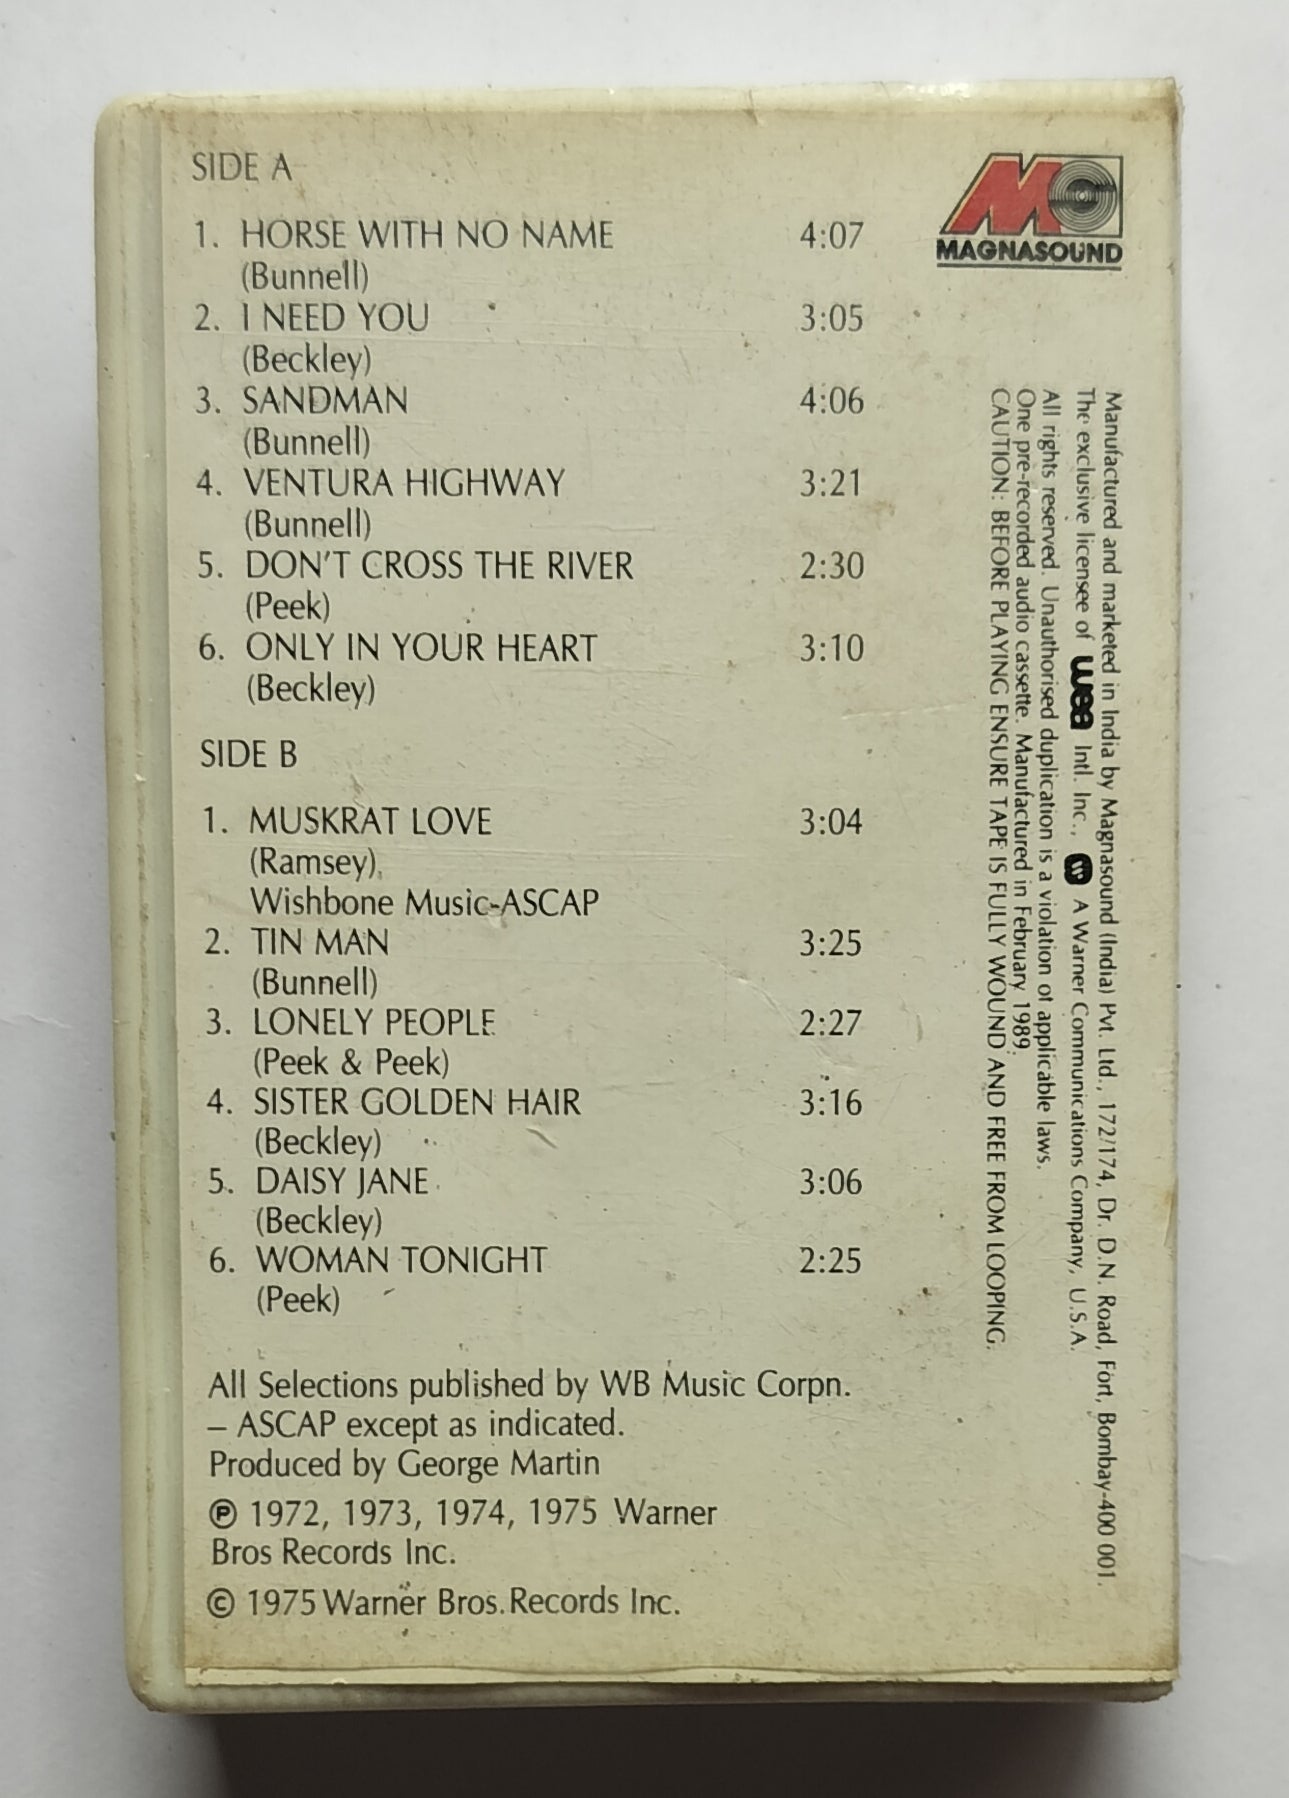 SIDE A
1. HORSE WITH NO NAME 4:07
(Bunnell)
2. I NEED YOU 3:05
(Beckley)
3. SANDMAN 4:06
(Bunnell)
4. VENTURA HIGHWAY 3:21
(Bunnell)
5. DON'T CROSS THE RIVER 2:30
(Peek)
6. ONLY IN YOUR HEART 3:10
(Beckley)
SIDE B
1. MUSKRAT LOVE 3:04
(Ramsey),
Wishbone Music-ASCAP
2. TIN MAN 3:25
(Bunnell)
3. LONELY PEOPLE 2:27
(Peek & Peek)
4. SISTER GOLDEN HAIR 3:16
(Beckley)
5. DAISY JANE 3:06
(Beckley)
6. WOMAN TONIGHT 2:25
(Peek)
All Selections published by WB Music Corpn.
– ASCAP except as indicated.
Produced by George Martin
Ⓟ 1972, 1973, 1974, 1975 Warner
Bros Records Inc.
© 1975 Warner Bros. Records Inc.
MAGNASOUND
Manufactured and marketed in India by Magnasound (India) Pvt. Ltd., 172/174, Dr. D.N. Road, Fort, Bombay-400 001.
The exclusive licensee of wea Intl. Inc., A Warner Communications Company, U.S.A.
All rights reserved. Unauthorised duplication is a violation of applicable laws.
One pre-recorded audio cassette. Manufactured in February 1989.
CAUTION: BEFORE PLAYING ENSURE TAPE IS FULLY WOUND AND FREE FROM LOOPING.